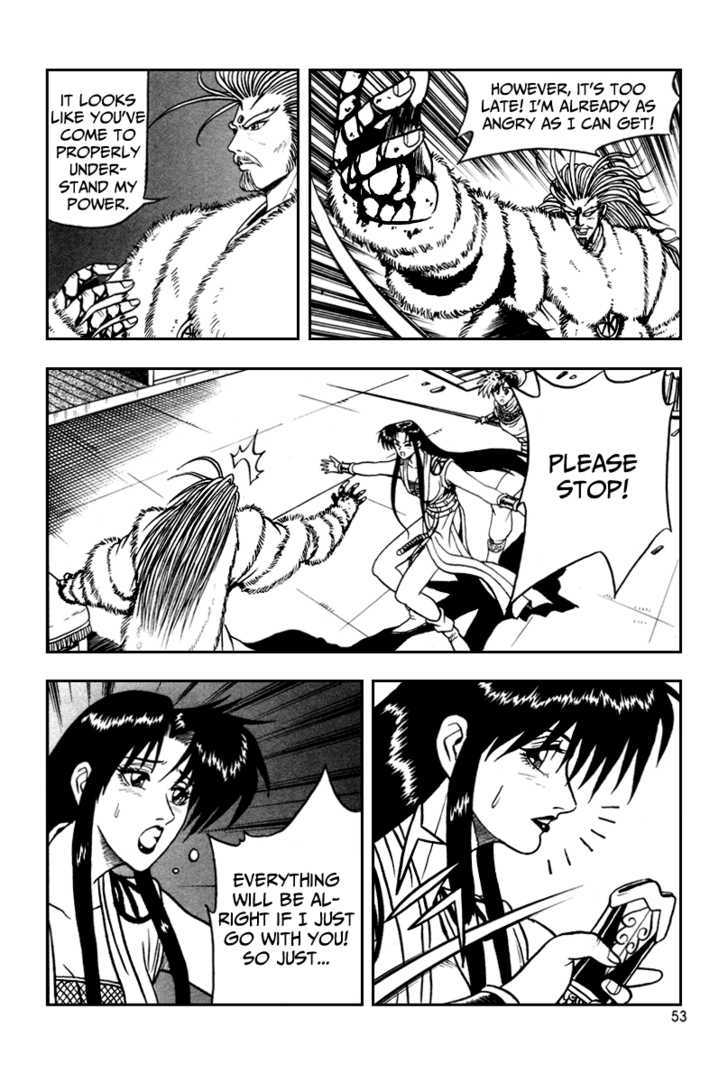 IT LOOKS
LIKE YOU'VE
COME TO
PROPERLY
UNDER-
STAND MY
POWER.
HOWEVER, IT'S TOO
LATE! I'M ALREADY AS
ANGRY AS I CAN GET!
PLEASE
STOP!
EVERYTHING
WILL BE AL-
RIGHT IF I JUST
GO WITH YOU!
SO JUST...
53